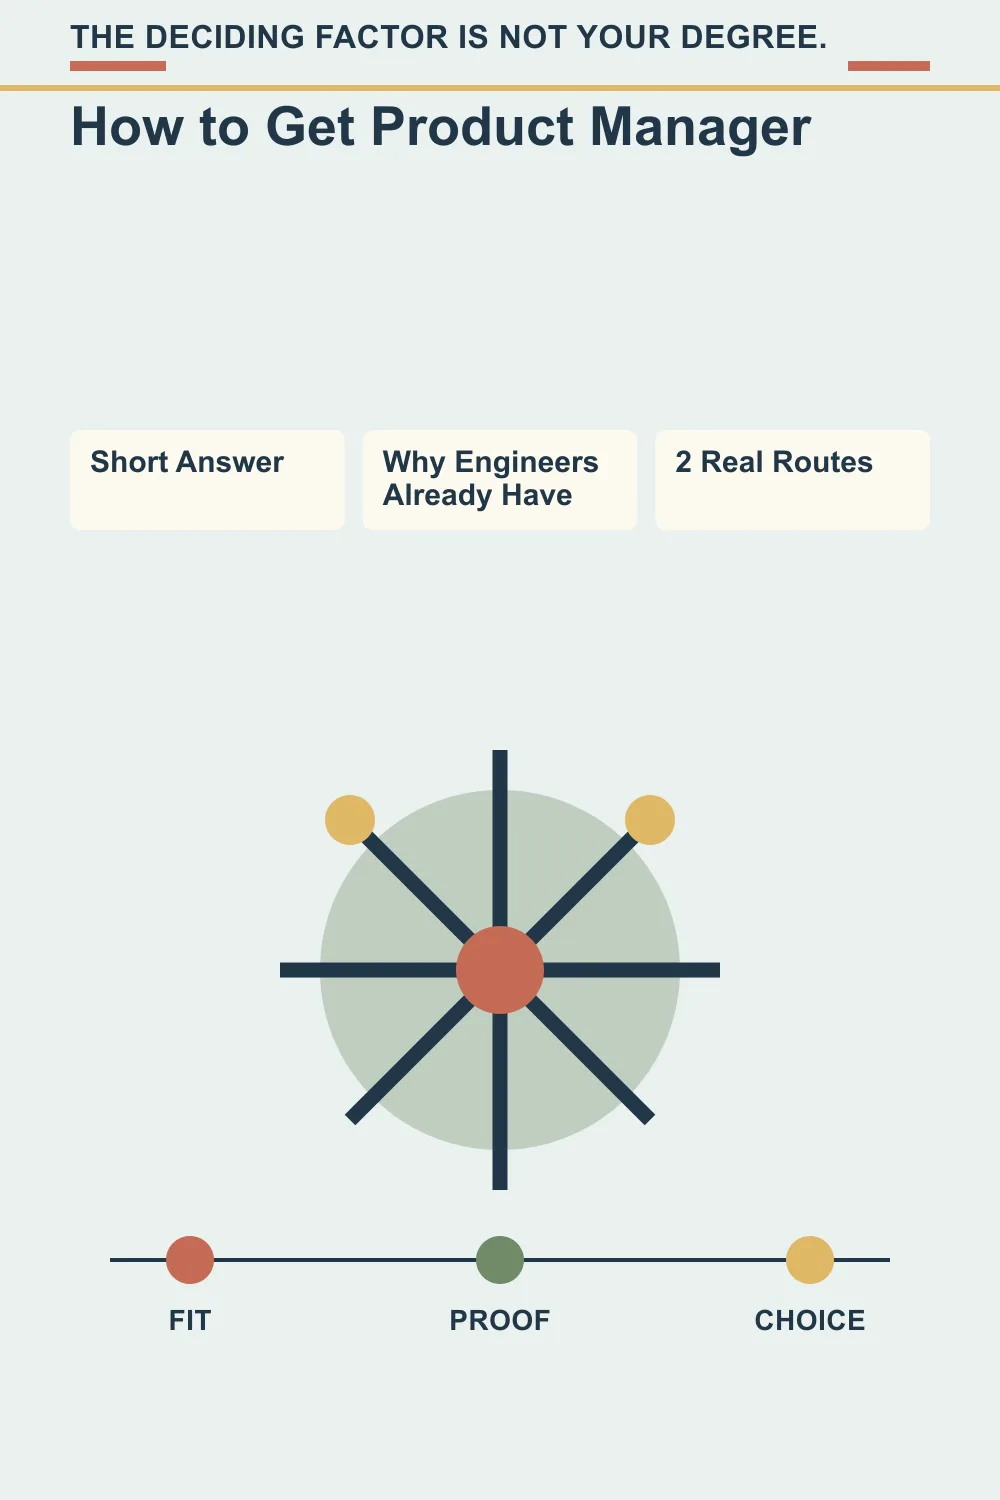 THE DECIDING FACTOR IS NOT YOUR DEGREE.
How to Get Product Manager
Short Answer
Why Engineers
Already Have
2 Real Routes
FIT
PROOF
CHOICE